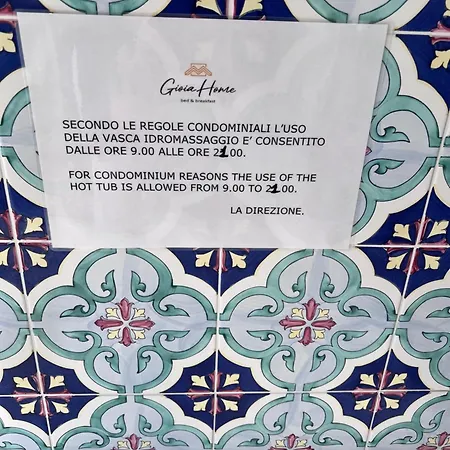 Gioia Home
bed & breakfast
SECONDO LE REGOLE CONDOMINIALI L'USO
DELLA VASCA IDROMASSAGGIO E' CONSENTITO
DALLE ORE 9.00 ALLE ORE 21.00.
FOR CONDOMINIUM REASONS THE USE OF THE
HOT TUB IS ALLOWED FROM 9.00 TO 21.00.
LA DIREZIONE.